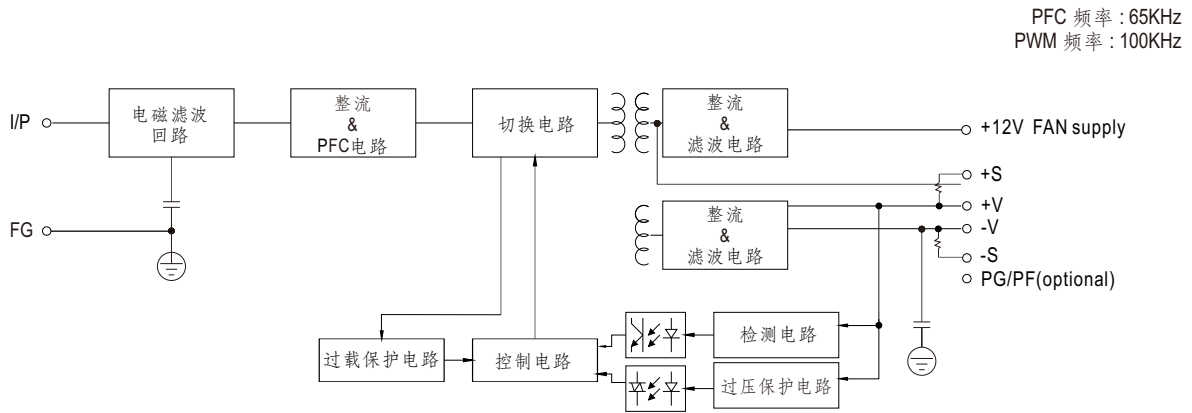 PFC 频率 : 65KHz
PWM 频率 : 100KHz
I/P
电磁滤波
回路
整流
&
PFC电路
切换电路
整流
&
滤波电路
+12V FAN supply
+S
+V
-V
-S
PG/PF(optional)
FG
整流
&
滤波电路
过载保护电路
控制电路
检测电路
过压保护电路